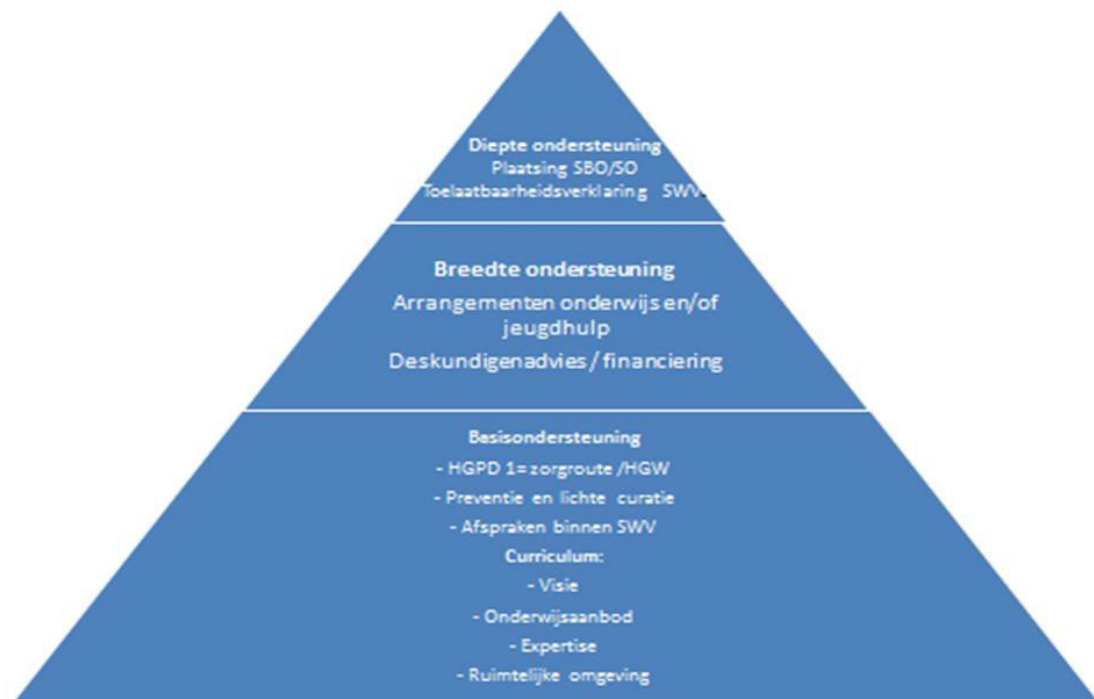 Diepte ondersteuning
Plaatsing SBO/SO
Toelaatbaarheidsverklaring SWV.
Breedte ondersteuning
Arrangementen onderwijs en/of
jeugdhulp
Deskundigenadvies / financiering
Basisondersteuning
- HGPD 1= zorgroute /HGW
- Preventie en lichte curatie
- Afspraken binnen SWV
Curriculum:
- Visie
- Onderwijsaanbod
- Expertise
- Ruimtelijke omgeving